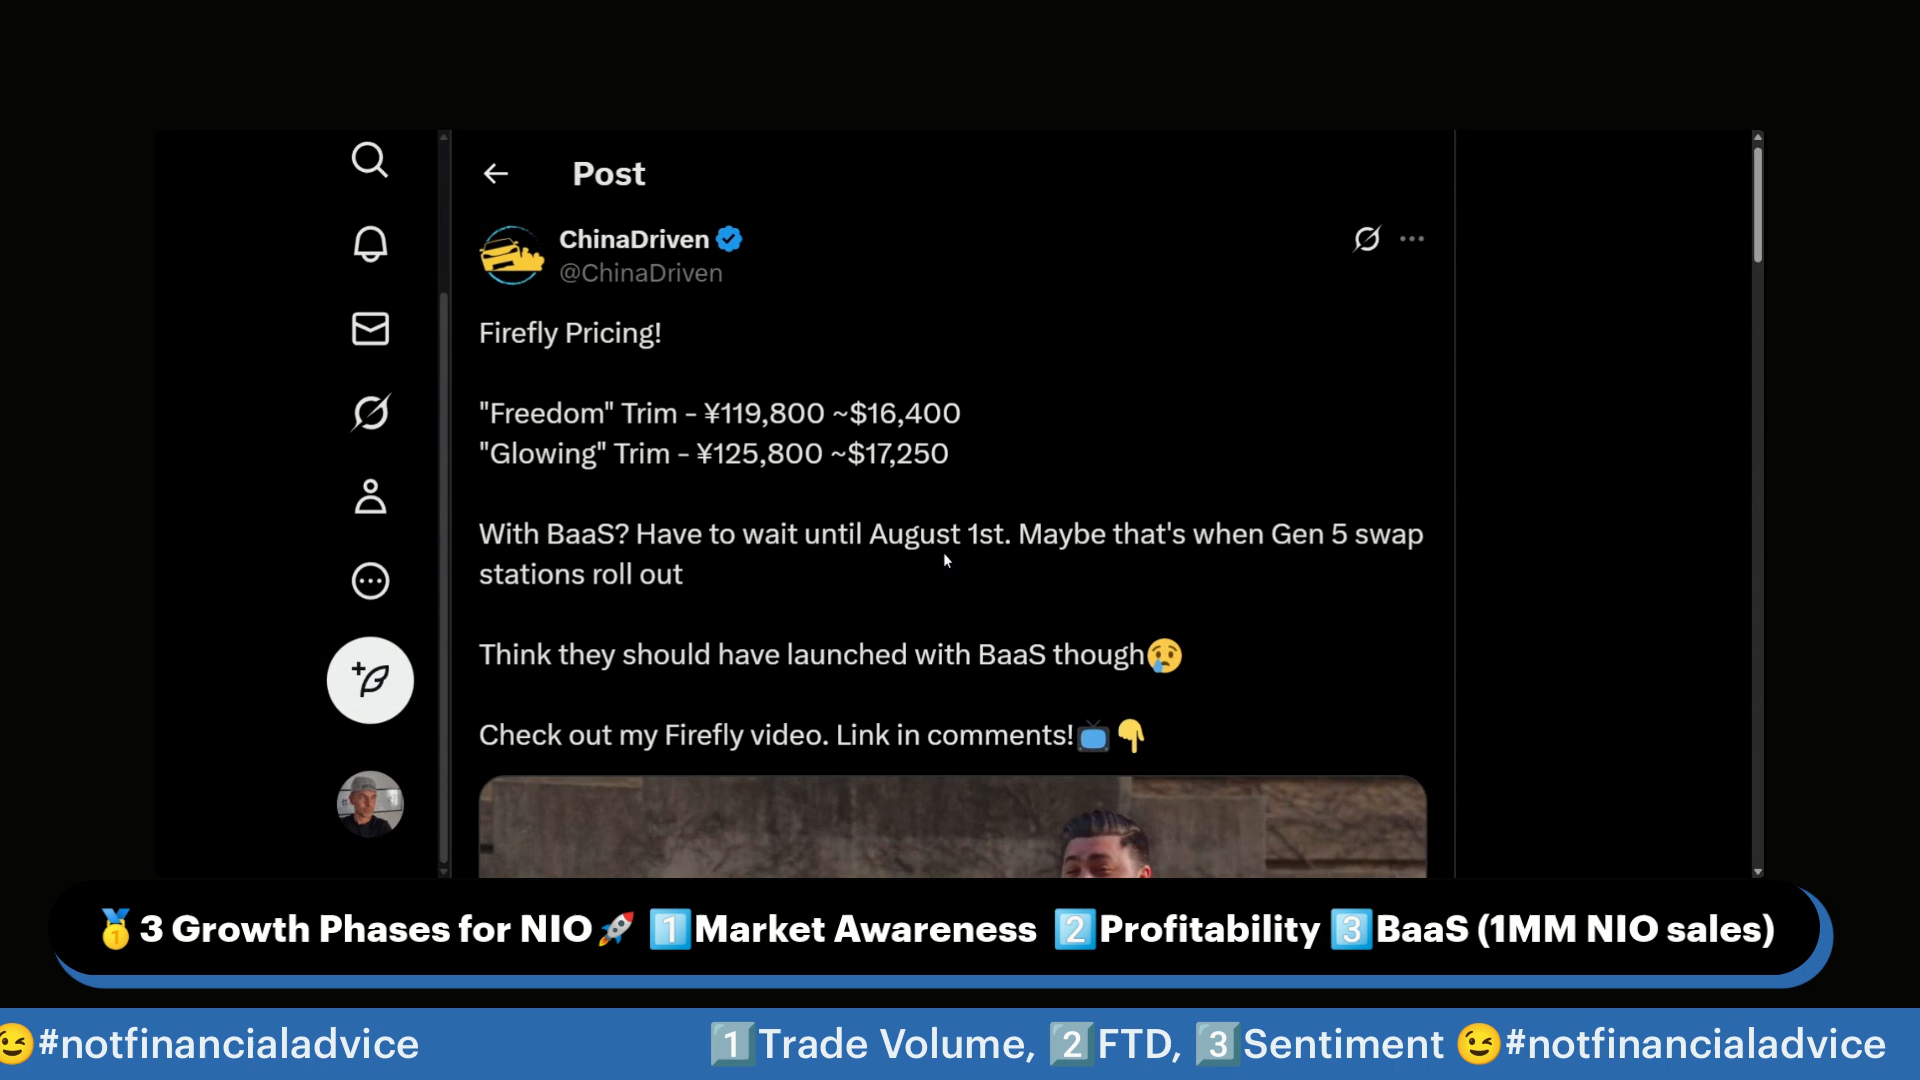 Post
ChinaDriven
@ChinaDriven
Firefly Pricing!
"Freedom" Trim - ¥119,800 ~$16,400
"Glowing" Trim - ¥125,800 ~$17,250
With BaaS? Have to wait until August 1st. Maybe that's when Gen 5 swap
stations roll out
Think they should have launched with BaaS though😢
Check out my Firefly video. Link in comments!📺👇
🥇3 Growth Phases for NIO🚀 1️⃣Market Awareness 2️⃣Profitability 3️⃣BaaS (1MM NIO sales)
😉#notfinancialadvice 1️⃣Trade Volume, 2️⃣FTD, 3️⃣Sentiment 😉#notfinancialadvice